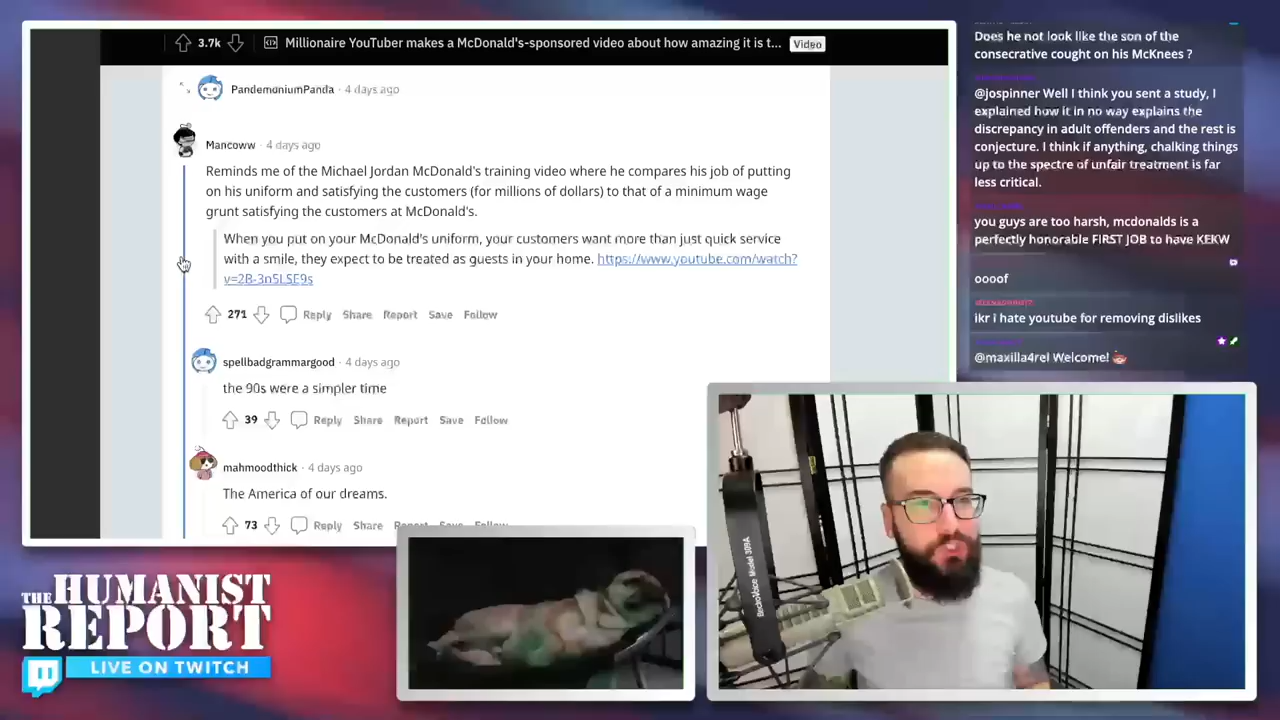 3.7k
Millionaire YouTuber makes a McDonald's-sponsored video about how amazing it is t...
Video
PandemoniumPanda · 4 days ago
Mancoww · 4 days ago
Reminds me of the Michael Jordan McDonald's training video where he compares his job of putting
on his uniform and satisfying the customers (for millions of dollars) to that of a minimum wage
grunt satisfying the customers at McDonald's.
When you put on your McDonald's uniform, your customers want more than just quick service
with a smile, they expect to be treated as guests in your home. https://www.youtube.com/watch?
v=2B-3n5LSE9s
271 Reply Share Report Save Follow
spellbadgrammargood · 4 days ago
the 90s were a simpler time
39 Reply Share Report Save Follow
mahmoodthick · 4 days ago
The America of our dreams.
73 Reply Share Report Save Follow
Does he not look like the son of the
consecutive cought on his McKnees ?
@jospinner Well I think you sent a study, I
explained how it in no way explains the
discrepancy in adult offenders and the rest is
conjecture. I think if anything, chalking things
up to the spectre of unfair treatment is far
less critical.
you guys are too harsh, mcdonalds is a
perfectly honorable FIRST JOB to have KEKW
oooof
ikr i hate youtube for removing dislikes
@maxilla4rel Welcome!
THE HUMANIST
REPORT
LIVE ON TWITCH
ElectroVoice Model 309A